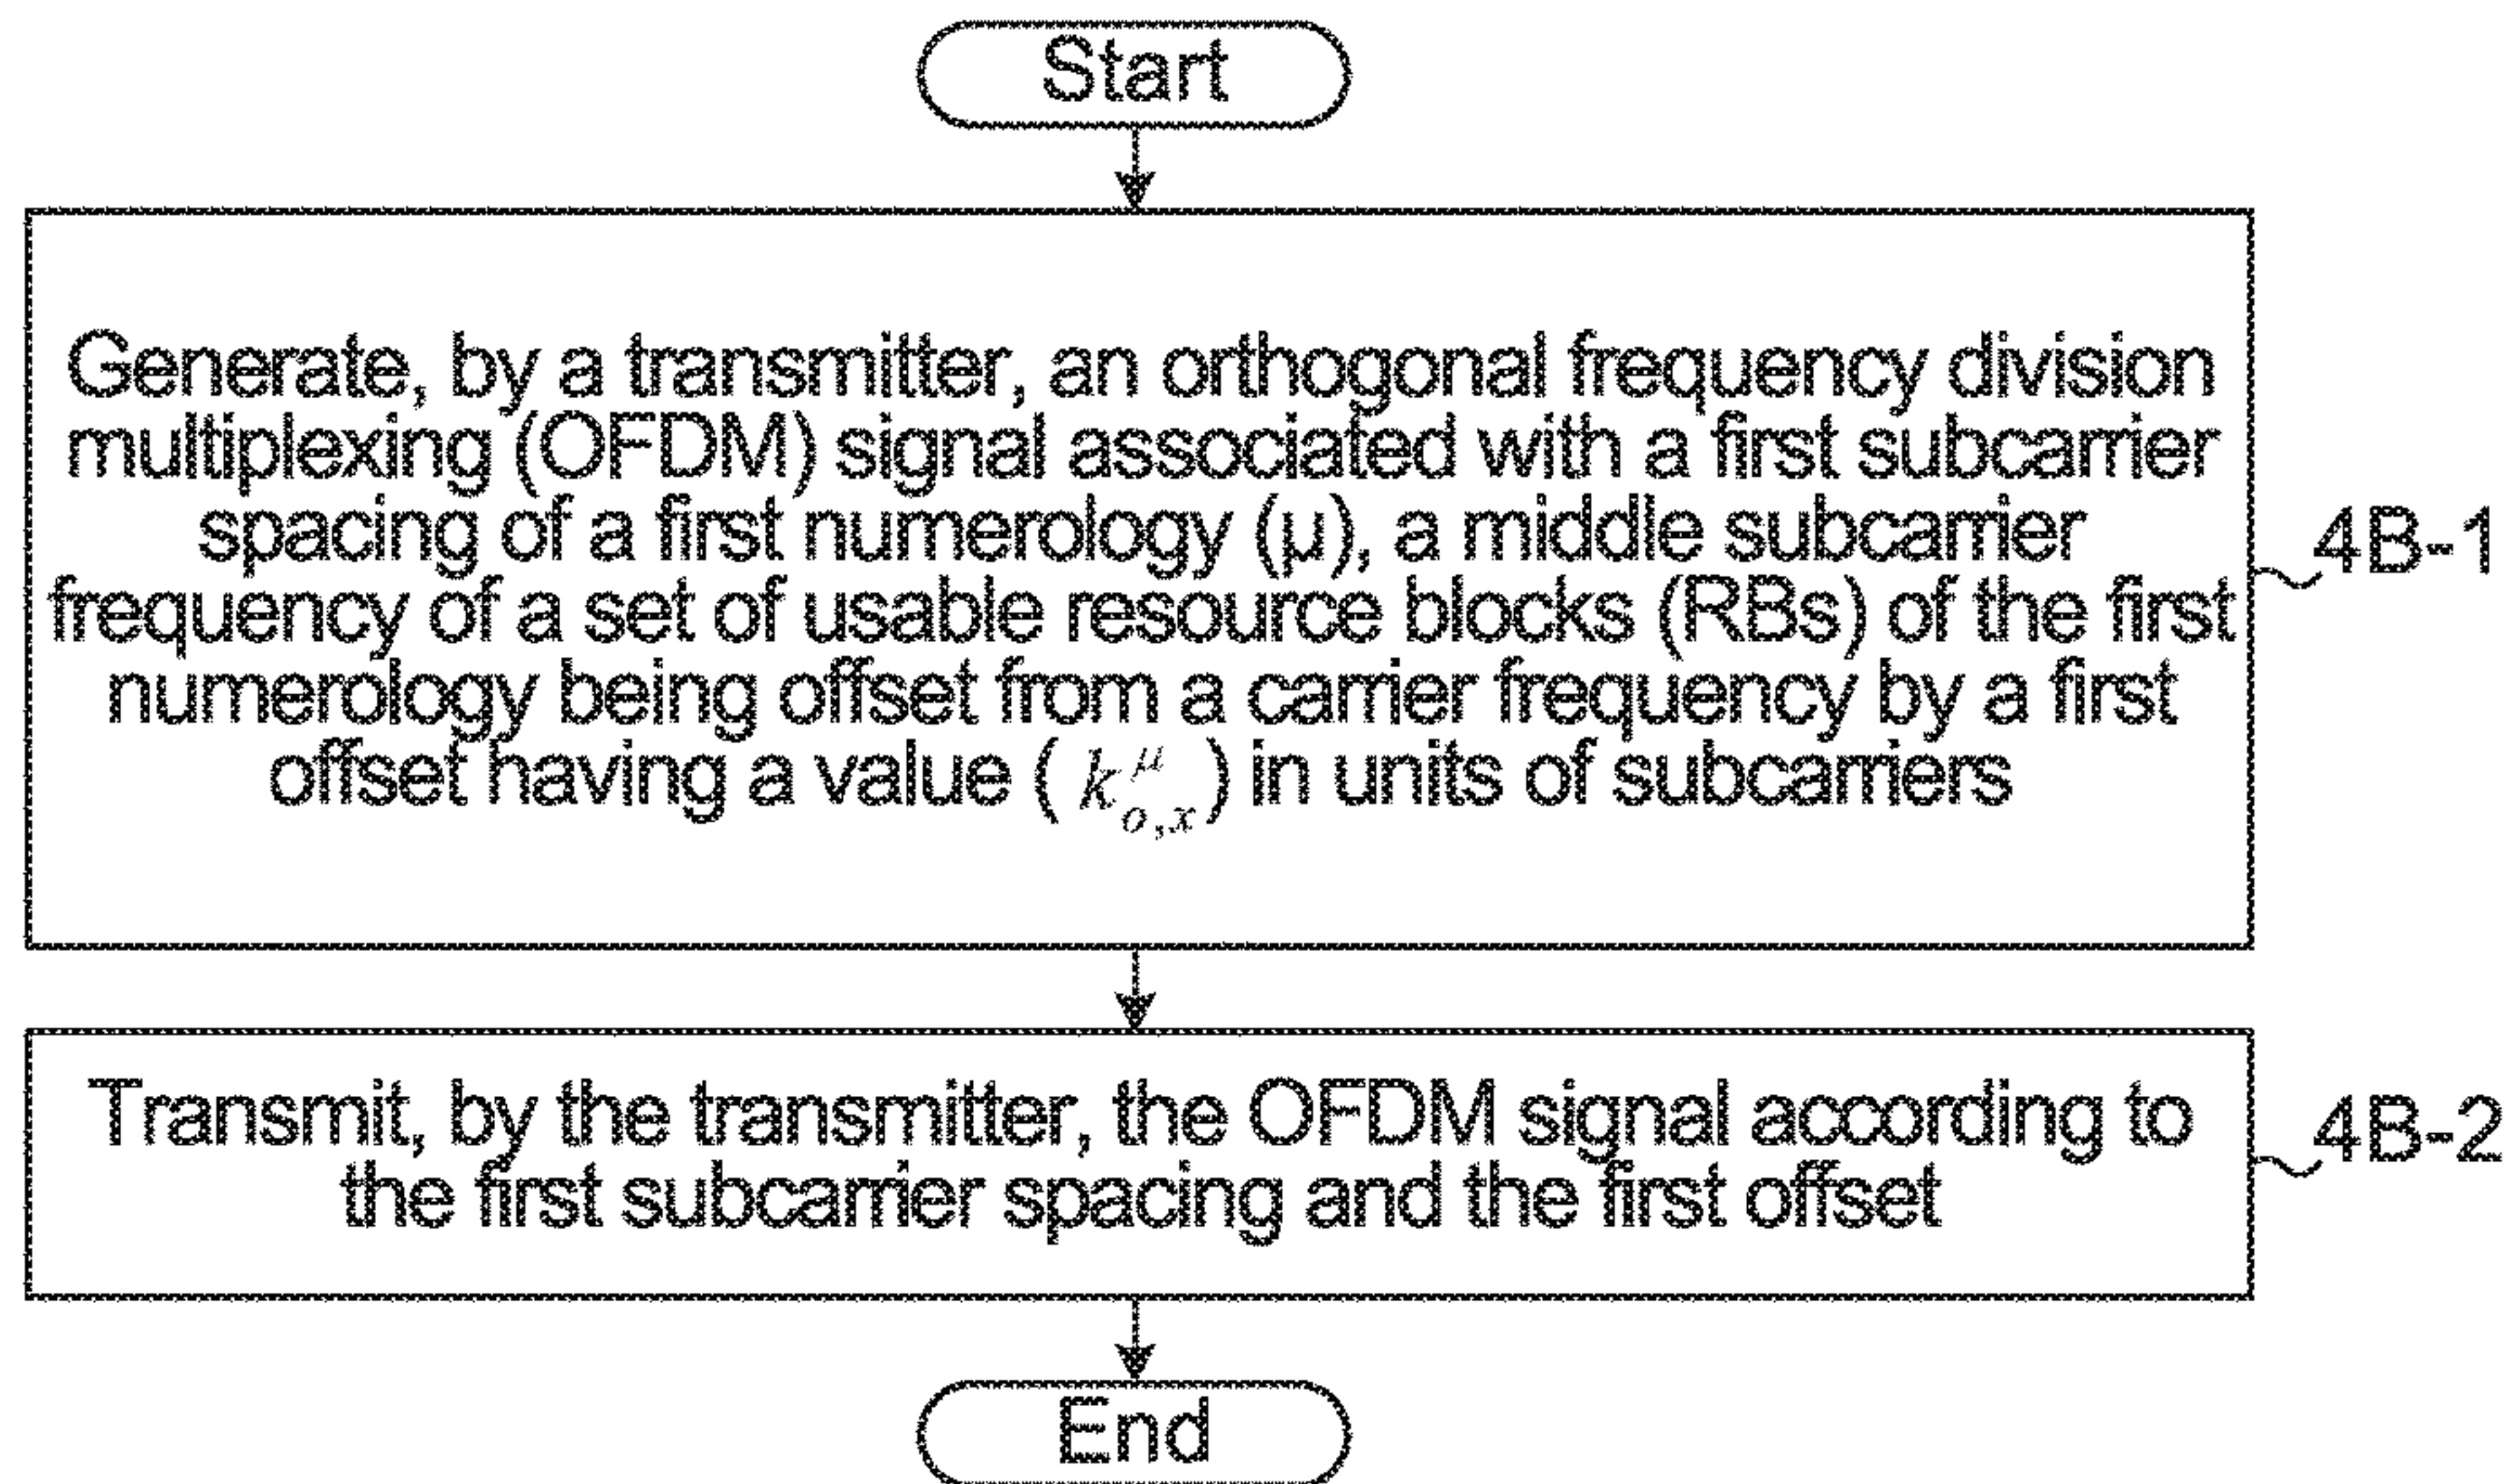 Start
Generate, by a transmitter, an orthogonal frequency division
multiplexing (OFDM) signal associated with a first subcarrier
spacing of a first numerology (μ), a middle subcarrier
frequency of a set of usable resource blocks (RBs) of the first
numerology being offset from a carrier frequency by a first
offset having a value ( k^μ_{o,x} ) in units of subcarriers
4B-1
Transmit, by the transmitter, the OFDM signal according to
the first subcarrier spacing and the first offset
4B-2
End